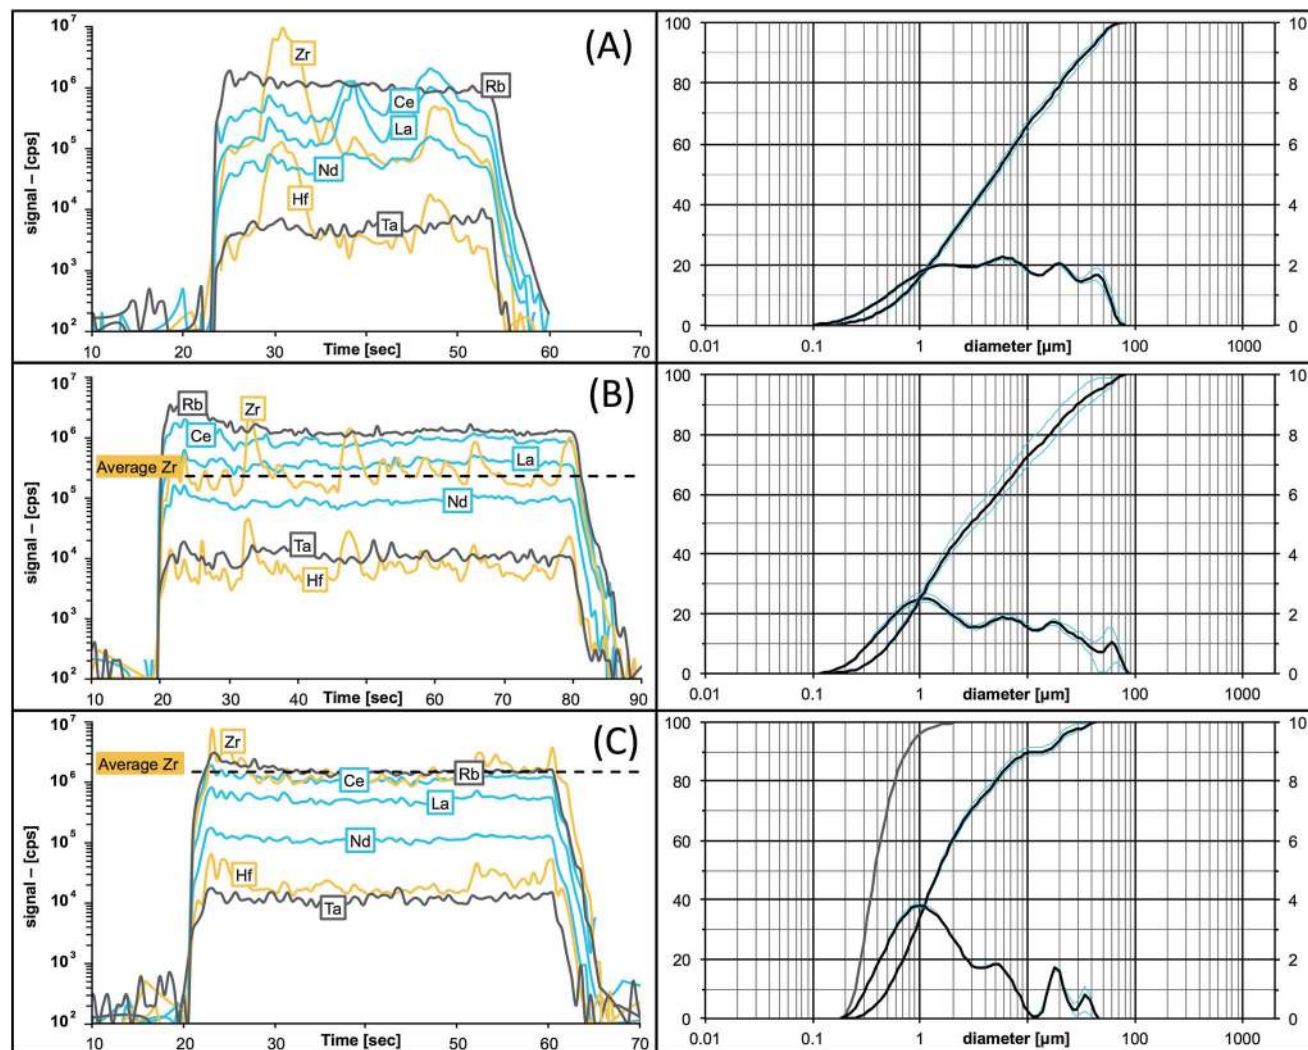 (A)
signal – [cps]
10⁷
10⁶
10⁵
10⁴
10³
10²
Zr
Rb
Ce
La
Nd
Hf
Ta
10 20 30 40 50 60 70
Time [sec]
100
80
60
40
20
0
10
8
6
4
2
0
0.01 0.1 1 10 100 1000
diameter [µm]
(B)
signal – [cps]
10⁷
10⁶
10⁵
10⁴
10³
10²
Rb
Zr
Ce
La
Average Zr
Nd
Ta
Hf
10 20 30 40 50 60 70 80 90
Time [sec]
100
80
60
40
20
0
10
8
6
4
2
0
0.01 0.1 1 10 100 1000
diameter [µm]
(C)
signal – [cps]
10⁷
10⁶
10⁵
10⁴
10³
10²
Zr
Average Zr
Ce
Rb
La
Nd
Hf
Ta
10 20 30 40 50 60 70
Time [sec]
100
80
60
40
20
0
10
8
6
4
2
0
0.01 0.1 1 10 100 1000
diameter [µm]